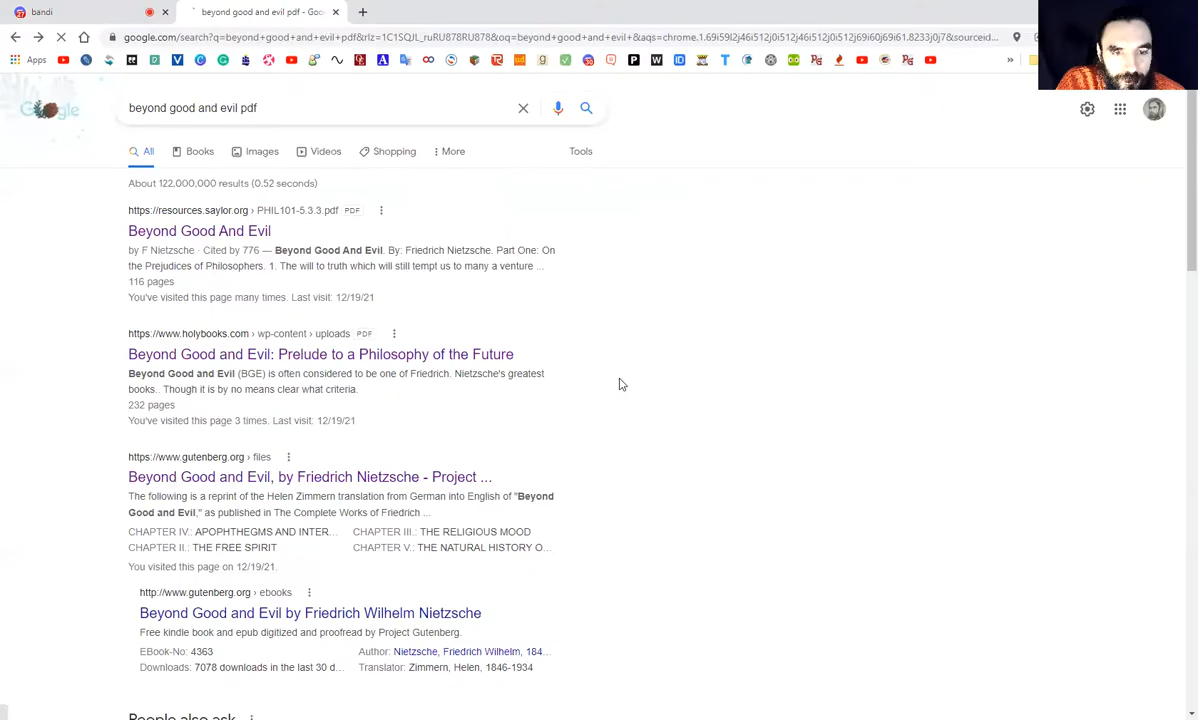 bandi
beyond good and evil pdf - Goo
google.com/search?q=beyond+good+and+evil+pdf&rlz=1C1SQJL_ruRU878RU878&oq=beyond+good+and+evil+&aqs=chrome.1.69i59l2j46i512j0i512j46i512j0i512j69i60j69i61.8233j0j7&sourceid...
Apps
Google
beyond good and evil pdf
All Books Images Videos Shopping More Tools
About 122,000,000 results (0.52 seconds)
https://resources.saylor.org › PHIL101-5.3.3.pdf PDF
Beyond Good And Evil
by F Nietzsche · Cited by 776 — Beyond Good And Evil. By: Friedrich Nietzsche. Part One: On
the Prejudices of Philosophers. 1. The will to truth which will still tempt us to many a venture ...
116 pages
You've visited this page many times. Last visit: 12/19/21
https://www.holybooks.com › wp-content › uploads PDF
Beyond Good and Evil: Prelude to a Philosophy of the Future
Beyond Good and Evil (BGE) is often considered to be one of Friedrich. Nietzsche's greatest
books.. Though it is by no means clear what criteria.
232 pages
You've visited this page 3 times. Last visit: 12/19/21
https://www.gutenberg.org › files
Beyond Good and Evil, by Friedrich Nietzsche - Project ...
The following is a reprint of the Helen Zimmern translation from German into English of "Beyond
Good and Evil," as published in The Complete Works of Friedrich ...
CHAPTER IV.: APOPHTHEGMS AND INTER... CHAPTER III.: THE RELIGIOUS MOOD
CHAPTER II.: THE FREE SPIRIT CHAPTER V.: THE NATURAL HISTORY O...
You visited this page on 12/19/21.
http://www.gutenberg.org › ebooks
Beyond Good and Evil by Friedrich Wilhelm Nietzsche
Free kindle book and epub digitized and proofread by Project Gutenberg.
EBook-No: 4363 Author: Nietzsche, Friedrich Wilhelm, 184...
Downloads: 7078 downloads in the last 30 d... Translator: Zimmern, Helen, 1846-1934
People also ask